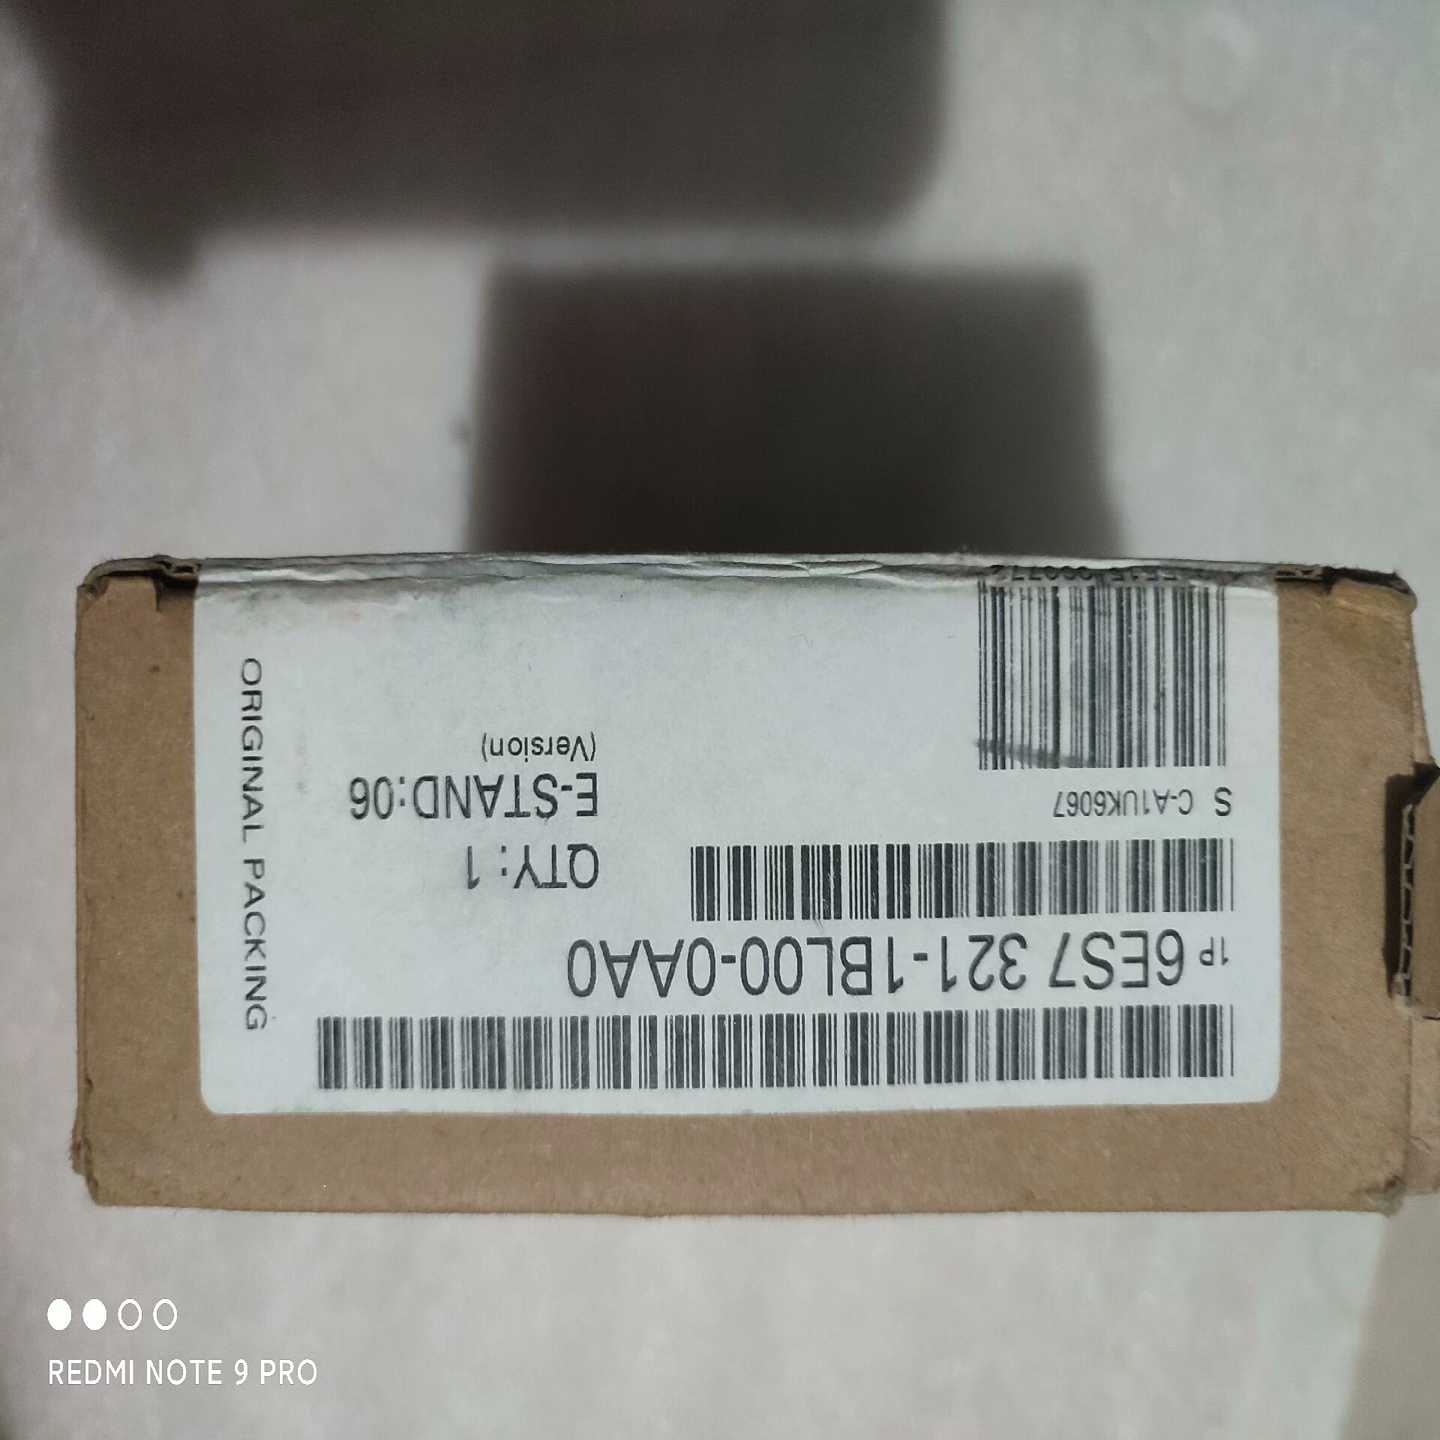 1P 6ES7 321-1BL00-0AA0
QTY: 1
S C-A1UK6067
E-STAND:06
(Version)
ORIGINAL PACKING
REDMI NOTE 9 PRO